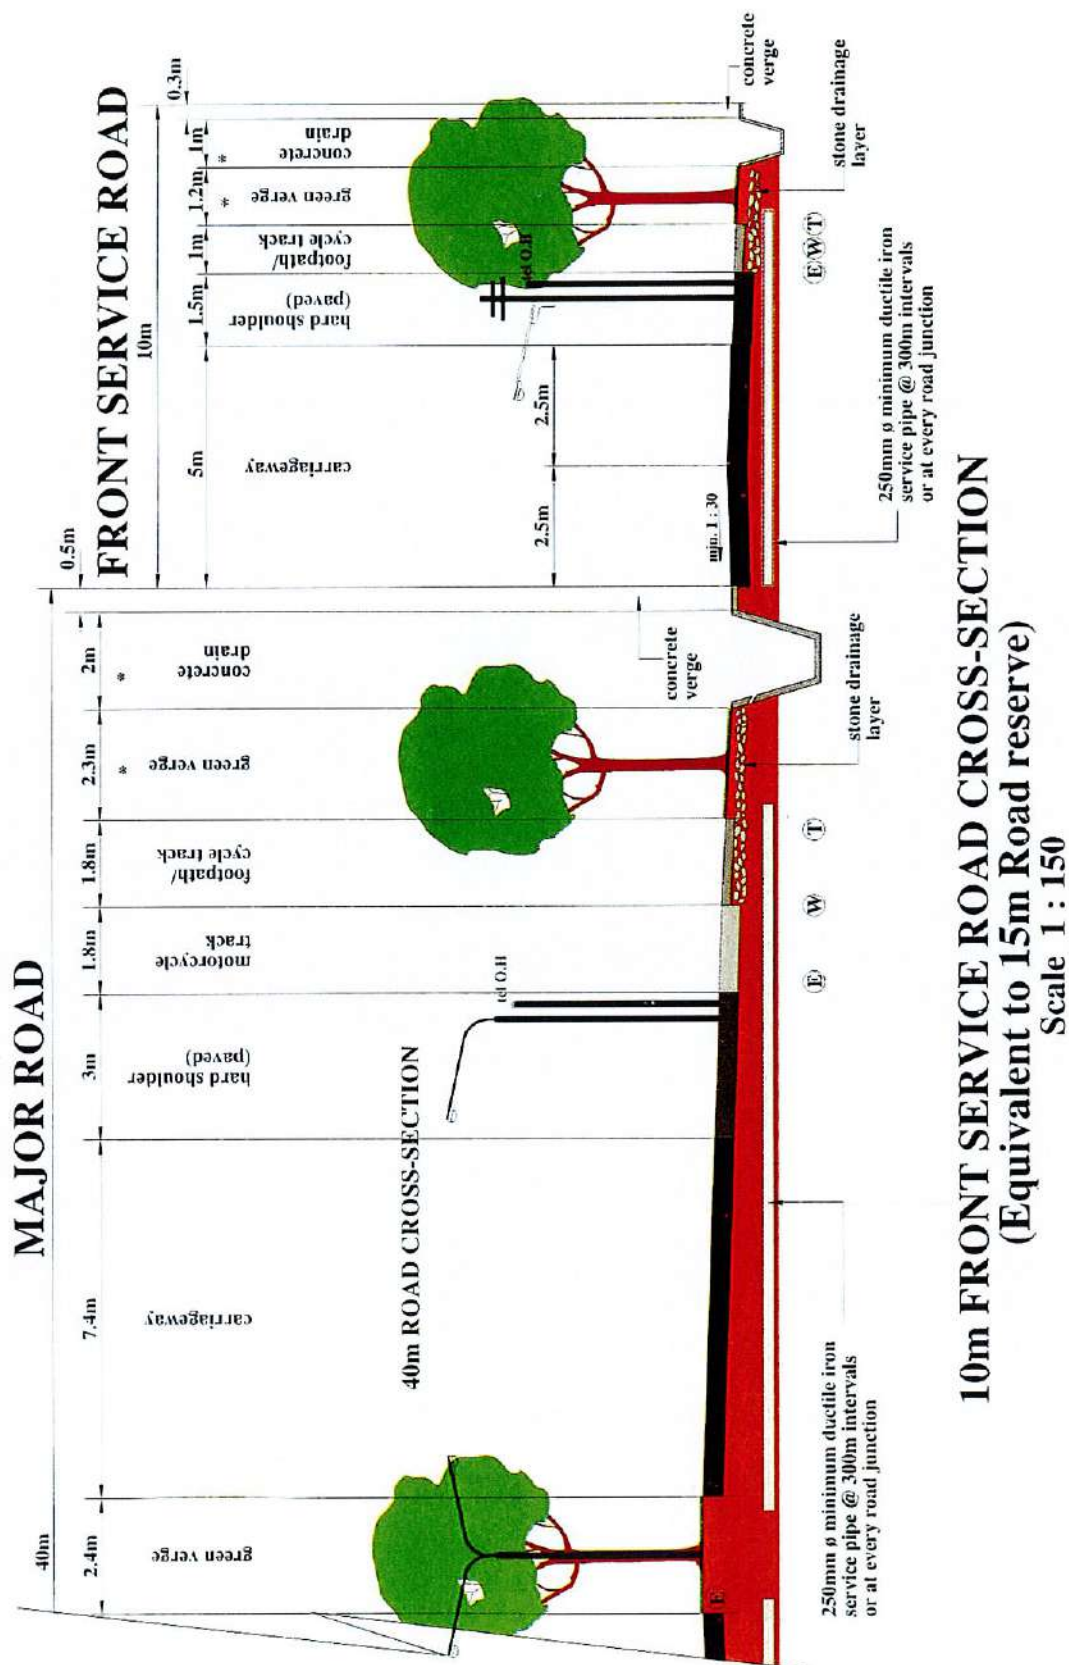 MAJOR ROAD
FRONT SERVICE ROAD
40m
0.5m
10m
0.3m
2.4m
7.4m
3m
1.8m
1.8m
2.3m
2m
5m
1.5m
1m
1.2m
1m
green verge
carriageway
hard shoulder
(paved)
motorcycle
track
footpath/
cycle track
green verge
*
concrete
drain
*
carriageway
hard shoulder
(paved)
footpath/
cycle track
green verge
*
concrete
drain
*
40m ROAD CROSS-SECTION
tel O.H
tel O.H
2.5m
2.5m
min. 1 : 30
concrete
verge
concrete
verge
E
E
W
T
E W T
stone drainage
layer
stone drainage
layer
250mm ø minimum ductile iron
service pipe @ 300m intervals
or at every road junction
250mm ø minimum ductile iron
service pipe @ 300m intervals
or at every road junction
10m FRONT SERVICE ROAD CROSS-SECTION
(Equivalent to 15m Road reserve)
Scale 1 : 150